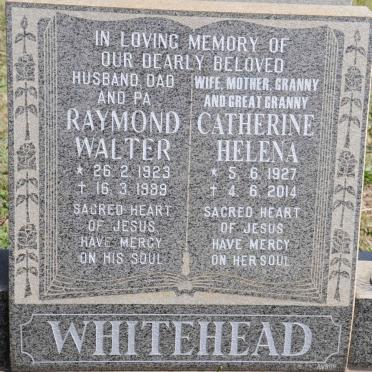 IN LOVING MEMORY OF
OUR DEARLY BELOVED
HUSBAND, DAD
AND PA
RAYMOND
WALTER
* 26. 2. 1923
† 16. 3. 1989
SACRED HEART
OF JESUS
HAVE MERCY
ON HIS SOUL
WIFE, MOTHER, GRANNY
AND GREAT GRANNY
CATHERINE
HELENA
* 5. 6. 1927
† 4. 6. 2014
SACRED HEART
OF JESUS
HAVE MERCY
ON HER SOUL
WHITEHEAD